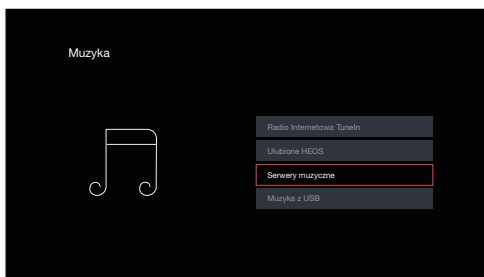 Muzyka
Radio Internetowa TuneIn
Ulubione HEOS
Serwery muzyczne
Muzyka z USB